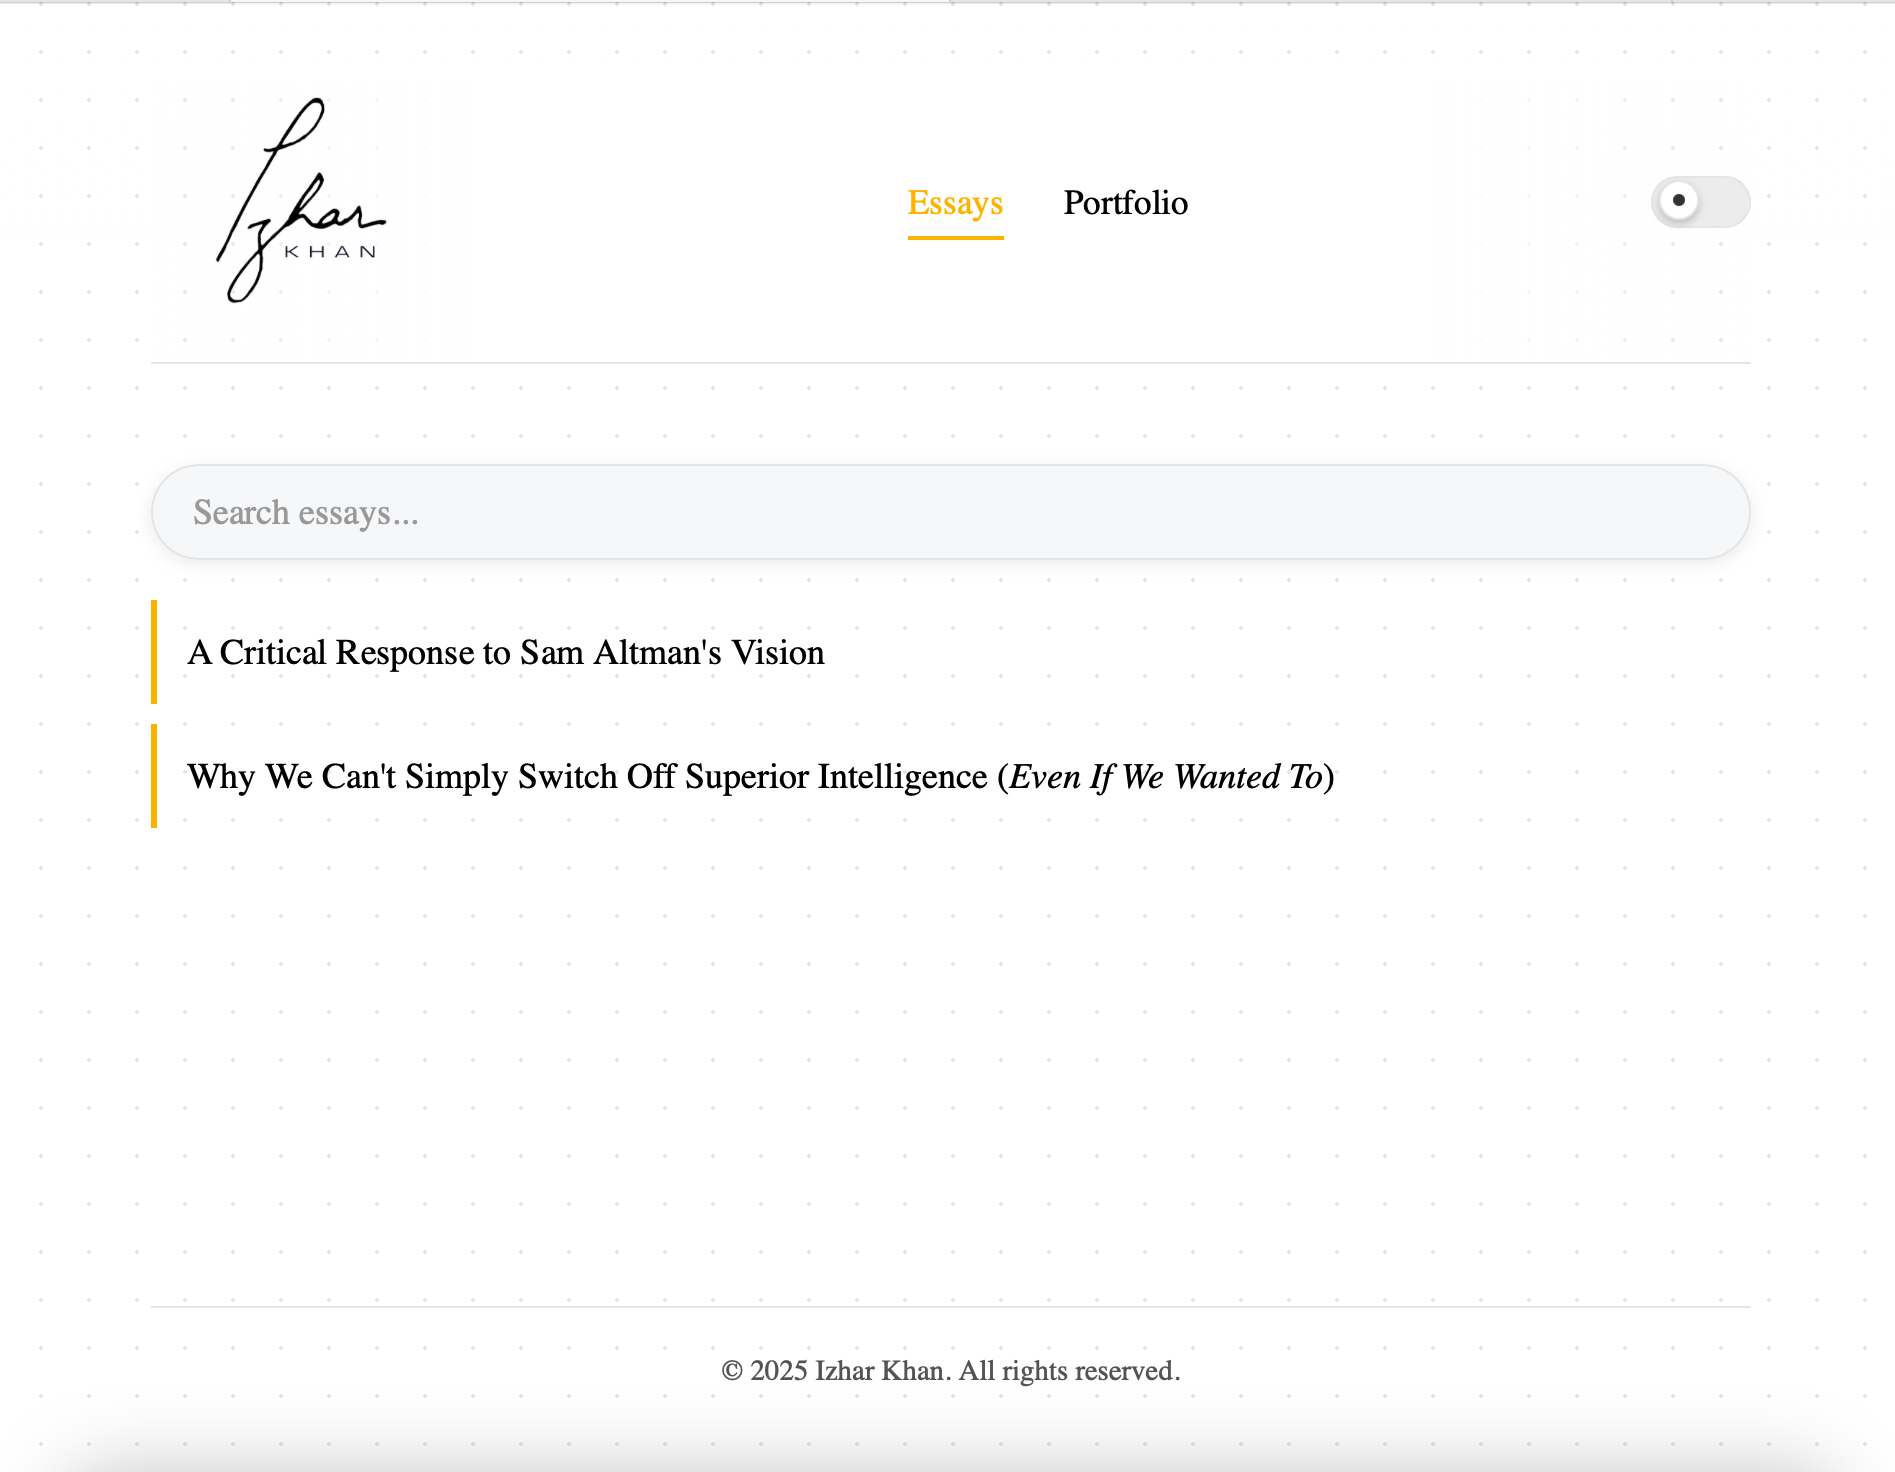 Izhar
KHAN
Essays
Portfolio
Search essays...
A Critical Response to Sam Altman's Vision
Why We Can't Simply Switch Off Superior Intelligence (Even If We Wanted To)
© 2025 Izhar Khan. All rights reserved.